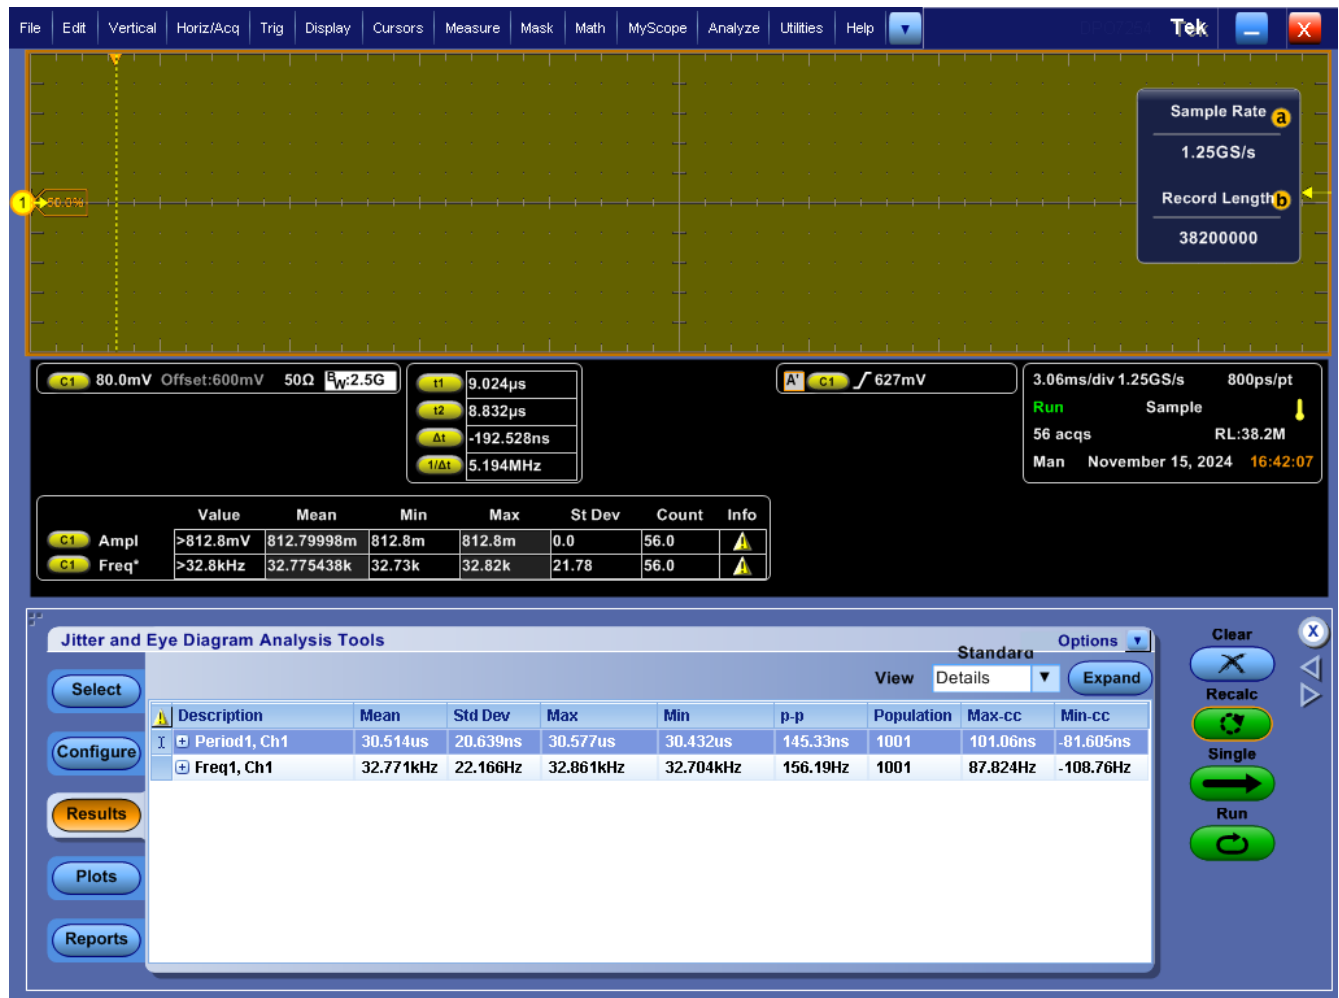 File Edit Vertical Horiz/Acq Trig Display Cursors Measure Mask Math MyScope Analyze Utilities Help Tek X
Sample Rate a
1.25GS/s
Record Length b
38200000
1 50.0%
C1 80.0mV Offset:600mV 50Ω BW:2.5G
t1 9.024µs
t2 8.832µs
Δt -192.528ns
1/Δt 5.194MHz
A' C1 627mV
3.06ms/div 1.25GS/s 800ps/pt
Run Sample
56 acqs RL:38.2M
Man November 15, 2024 16:42:07
Value Mean Min Max St Dev Count Info
C1 Ampl >812.8mV 812.79998m 812.8m 812.8m 0.0 56.0
C1 Freq* >32.8kHz 32.775438k 32.73k 32.82k 21.78 56.0
Jitter and Eye Diagram Analysis Tools Options
View Standard Details Expand
Description Mean Std Dev Max Min p-p Population Max-cc Min-cc
Period1, Ch1 30.514us 20.639ns 30.577us 30.432us 145.33ns 1001 101.06ns -81.605ns
Freq1, Ch1 32.771kHz 22.166Hz 32.861kHz 32.704kHz 156.19Hz 1001 87.824Hz -108.76Hz
Select
Configure
Results
Plots
Reports
Clear X
Recalc
Single
Run